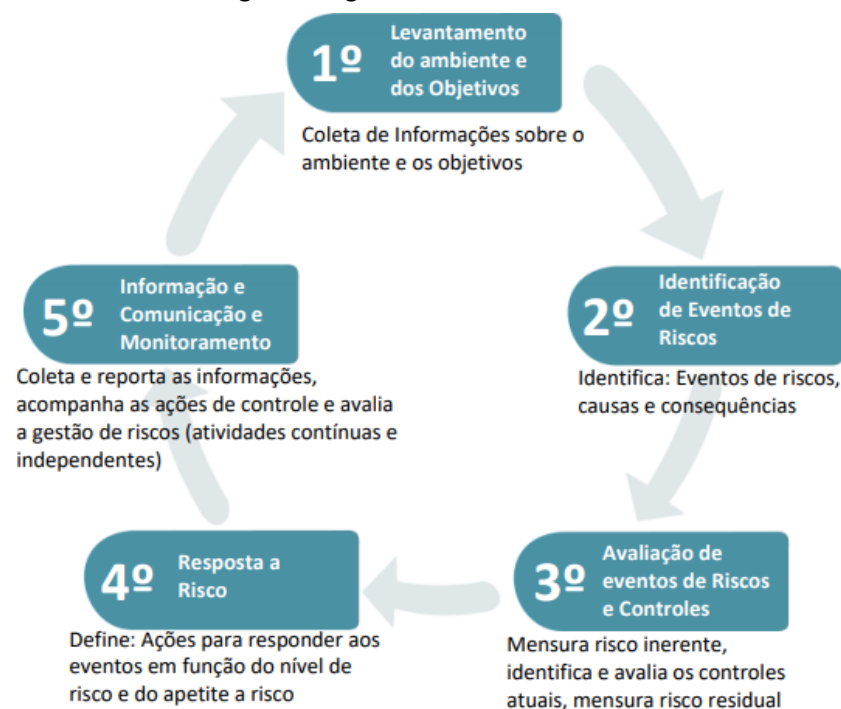 1º
Levantamento
do ambiente e
dos Objetivos
Coleta de Informações sobre o
ambiente e os objetivos
2º
Identificação
de Eventos de
Riscos
Identifica: Eventos de riscos,
causas e consequências
3º
Avaliação de
eventos de Riscos
e Controles
Mensura risco inerente,
identifica e avalia os controles
atuais, mensura risco residual
4º
Resposta a
Risco
Define: Ações para responder aos
eventos em função do nível de
risco e do apetite a risco
5º
Informação e
Comunicação e
Monitoramento
Coleta e reporta as informações,
acompanha as ações de controle e avalia
a gestão de riscos (atividades contínuas e
independentes)